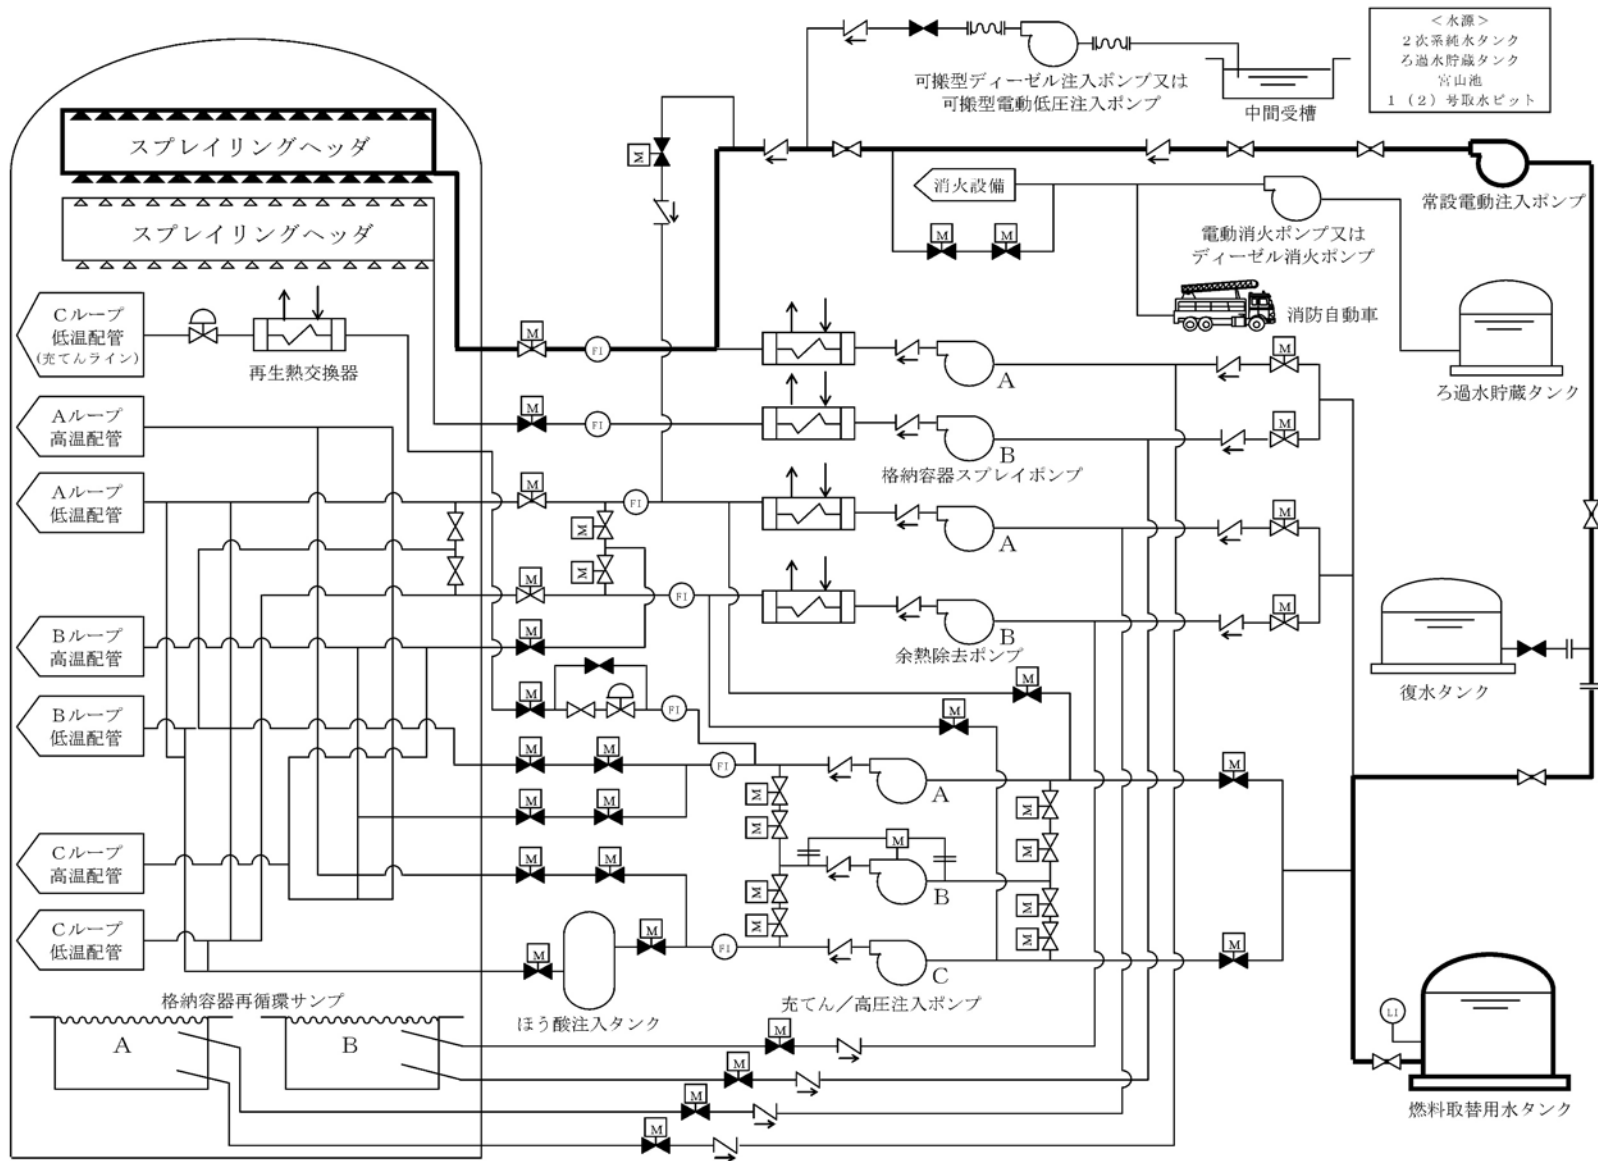 <水源>
2次系純水タンク
ろ過水貯蔵タンク
宮山池
1(2)号取水ピット
可搬型ディーゼル注入ポンプ又は
可搬型電動低圧注入ポンプ
中間受槽
スプレイリングヘッダ
M
消火設備
常設電動注入ポンプ
スプレイリングヘッダ
M
M
電動消火ポンプ又は
ディーゼル消火ポンプ
Cループ
低温配管
(充てんライン)
再生熱交換器
消防自動車
M
FI
A
M
ろ過水貯蔵タンク
Aループ
高温配管
M
FI
B
M
格納容器スプレイポンプ
Aループ
低温配管
M
FI
M
A
M
M
M
FI
B
M
余熱除去ポンプ
Bループ
高温配管
M
復水タンク
M
M
FI
M
Bループ
低温配管
M
M
FI
A
M
M
M
M
M
M
M
M
M
B
Cループ
高温配管
M
M
M
M
M
M
Cループ
低温配管
M
M
FI
C
M
充てん/高圧注入ポンプ
ほう酸注入タンク
格納容器再循環サンプ
A
B
M
M
M
M
LI
燃料取替用水タンク